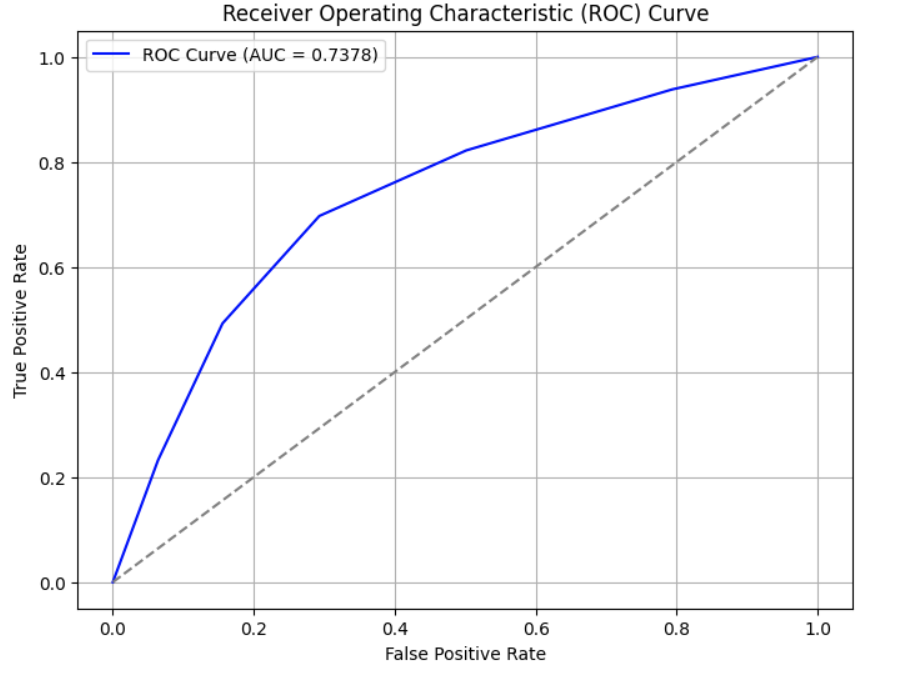 Receiver Operating Characteristic (ROC) Curve
ROC Curve (AUC = 0.7378)
1.0
0.8
0.6
0.4
0.2
0.0
True Positive Rate
0.0 0.2 0.4 0.6 0.8 1.0
False Positive Rate